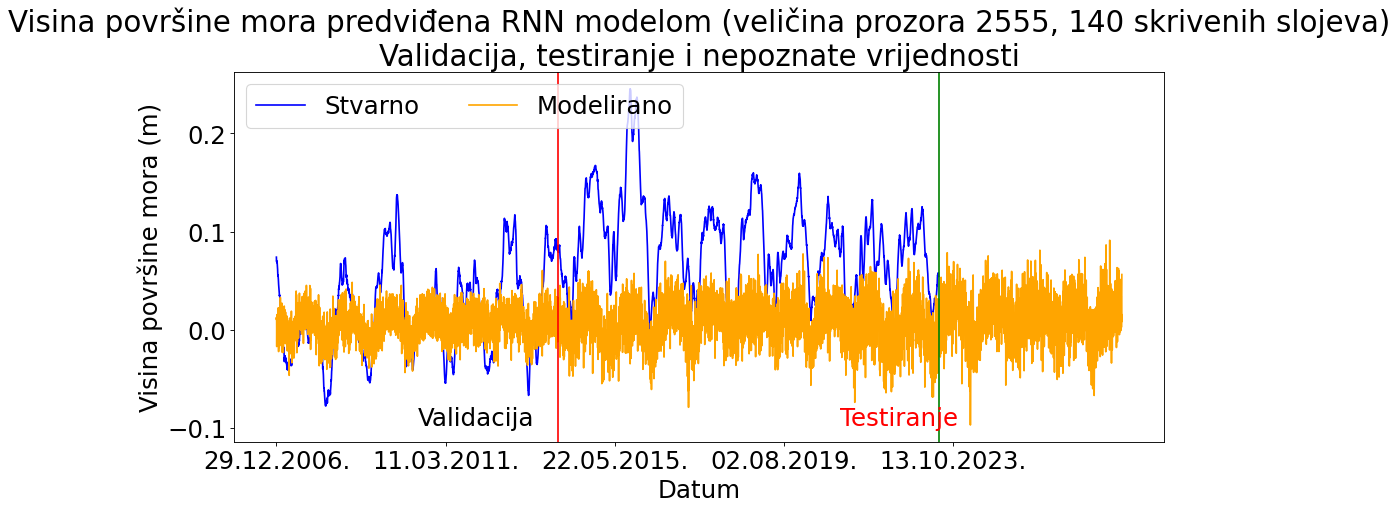 Visina površine mora predviđena RNN modelom (veličina prozora 2555, 140 skrivenih slojeva)
Validacija, testiranje i nepoznate vrijednosti
Stvarno Modelirano
Visina površine mora (m)
0.2
0.1
0.0
−0.1
Validacija Testiranje
29.12.2006. 11.03.2011. 22.05.2015. 02.08.2019. 13.10.2023.
Datum